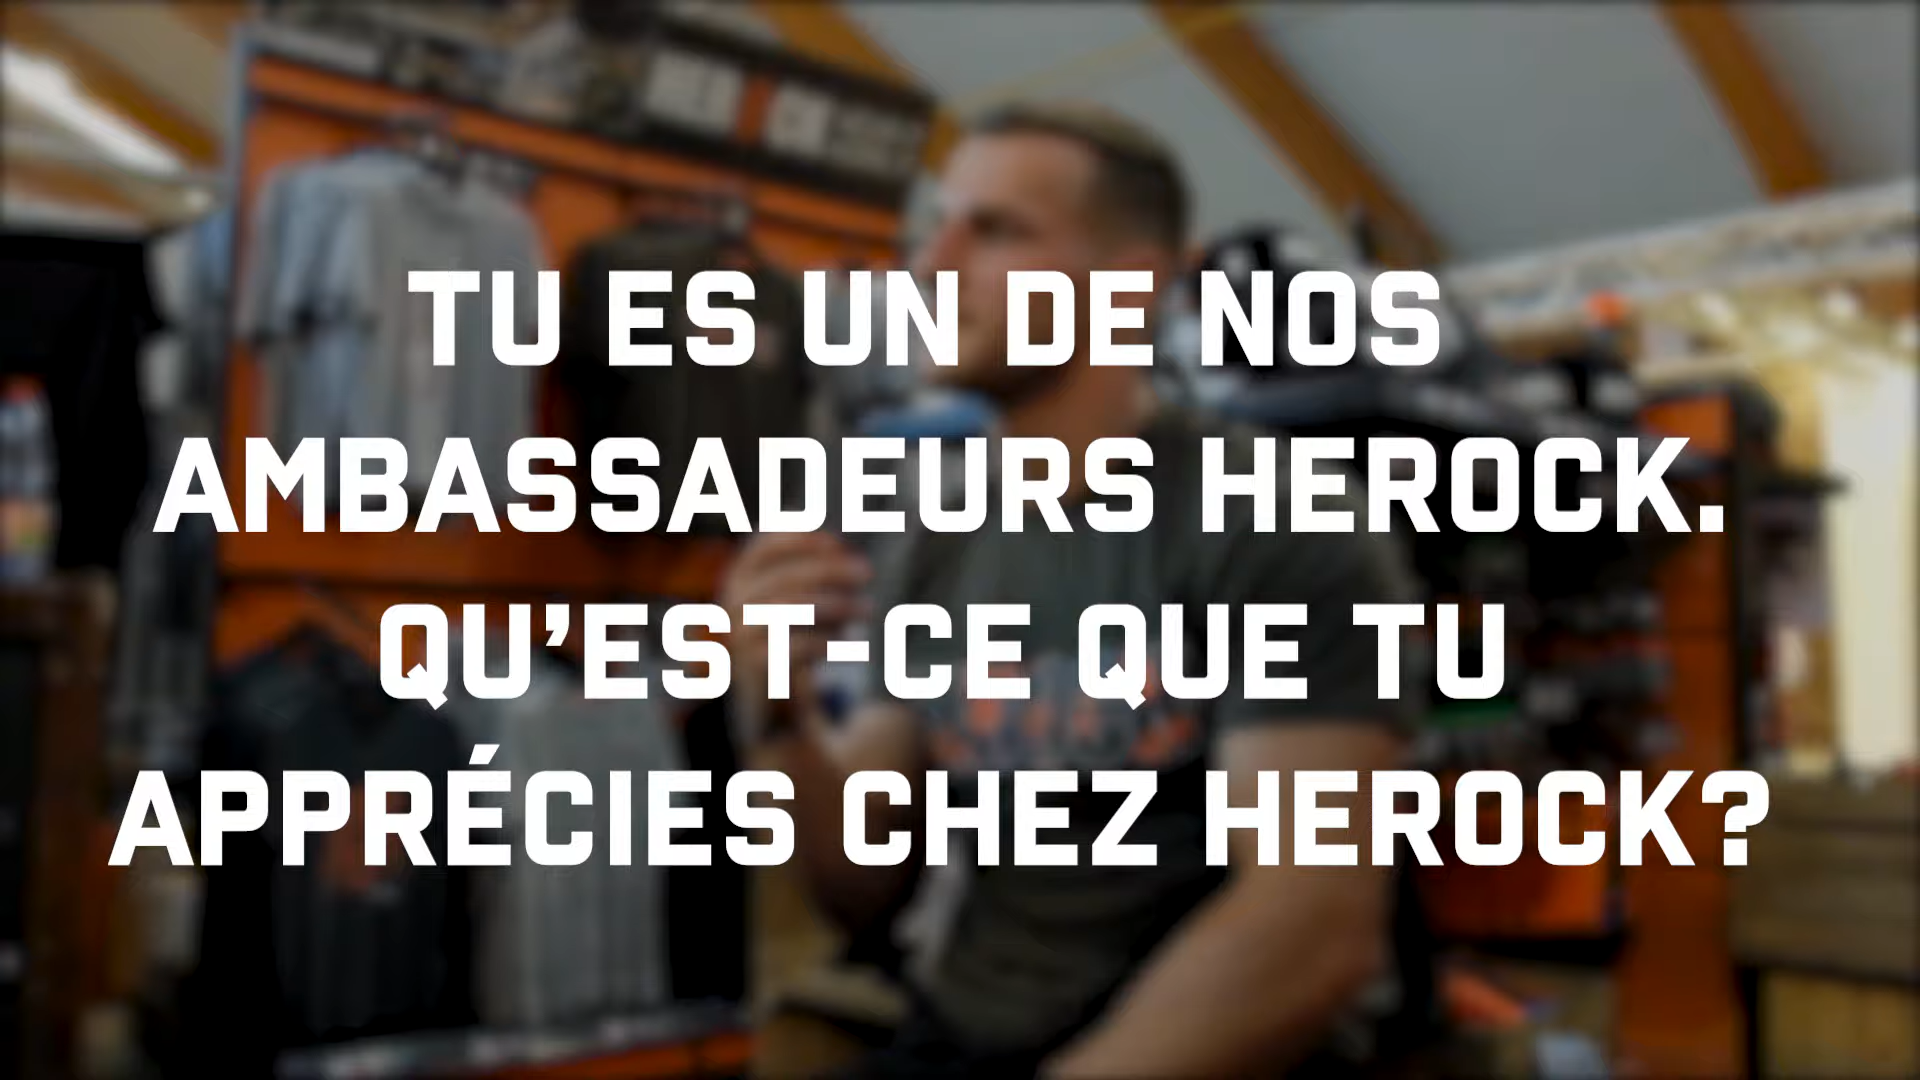 TU ES UN DE NOS
AMBASSADEURS HEROCK.
QU’EST-CE QUE TU
APPRÉCIES CHEZ HEROCK?